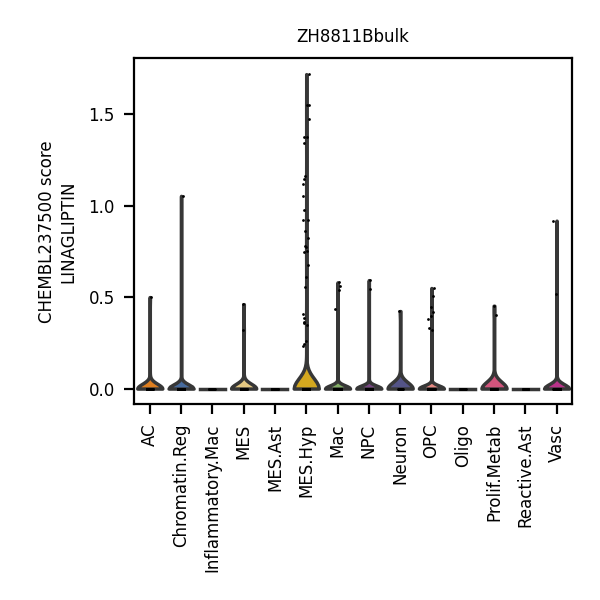 ZH8811Bbulk
CHEMBL237500 score
LINAGLIPTIN
1.5
1.0
0.5
0.0
AC
Chromatin.Reg
Inflammatory.Mac
MES
MES.Ast
MES.Hyp
Mac
NPC
Neuron
OPC
Oligo
Prolif.Metab
Reactive.Ast
Vasc